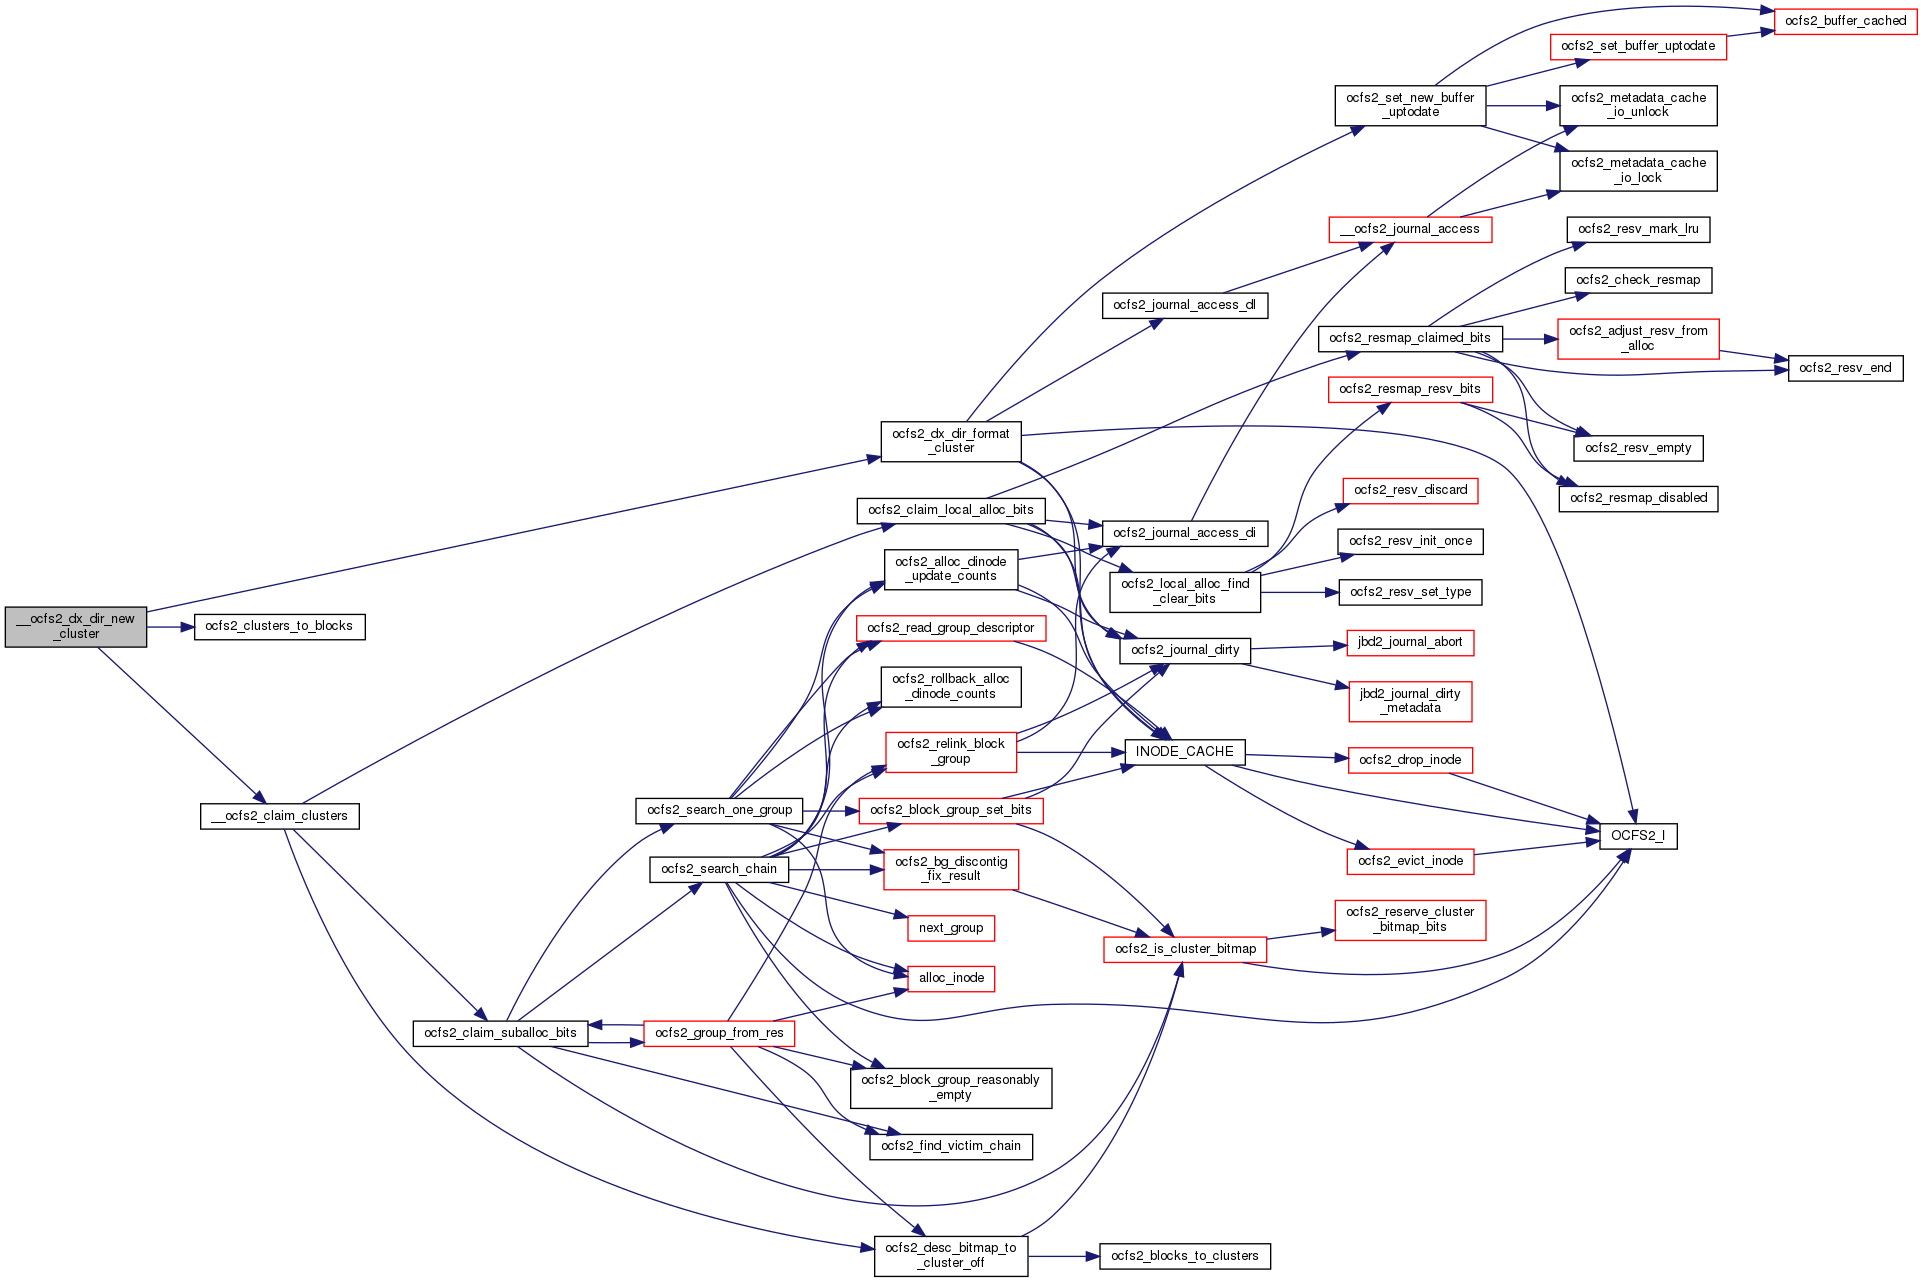 __ocfs2_dx_dir_new
_cluster
ocfs2_clusters_to_blocks
__ocfs2_claim_clusters
ocfs2_claim_suballoc_bits
ocfs2_search_one_group
ocfs2_search_chain
ocfs2_group_from_res
ocfs2_dx_dir_format
_cluster
ocfs2_claim_local_alloc_bits
ocfs2_alloc_dinode
_update_counts
ocfs2_read_group_descriptor
ocfs2_rollback_alloc
_dinode_counts
ocfs2_relink_block
_group
ocfs2_block_group_set_bits
ocfs2_bg_discontig
_fix_result
next_group
alloc_inode
ocfs2_block_group_reasonably
_empty
ocfs2_find_victim_chain
ocfs2_desc_bitmap_to
_cluster_off
ocfs2_journal_access_dl
ocfs2_journal_access_di
ocfs2_local_alloc_find
_clear_bits
ocfs2_journal_dirty
INODE_CACHE
ocfs2_is_cluster_bitmap
ocfs2_blocks_to_clusters
ocfs2_set_new_buffer
_uptodate
__ocfs2_journal_access
ocfs2_resmap_claimed_bits
ocfs2_resmap_resv_bits
ocfs2_resv_discard
ocfs2_resv_init_once
ocfs2_resv_set_type
jbd2_journal_abort
jbd2_journal_dirty
_metadata
ocfs2_drop_inode
ocfs2_evict_inode
ocfs2_reserve_cluster
_bitmap_bits
ocfs2_set_buffer_uptodate
ocfs2_metadata_cache
_io_unlock
ocfs2_metadata_cache
_io_lock
ocfs2_resv_mark_lru
ocfs2_check_resmap
ocfs2_adjust_resv_from
_alloc
ocfs2_resv_empty
ocfs2_resmap_disabled
OCFS2_I
ocfs2_buffer_cached
ocfs2_resv_end